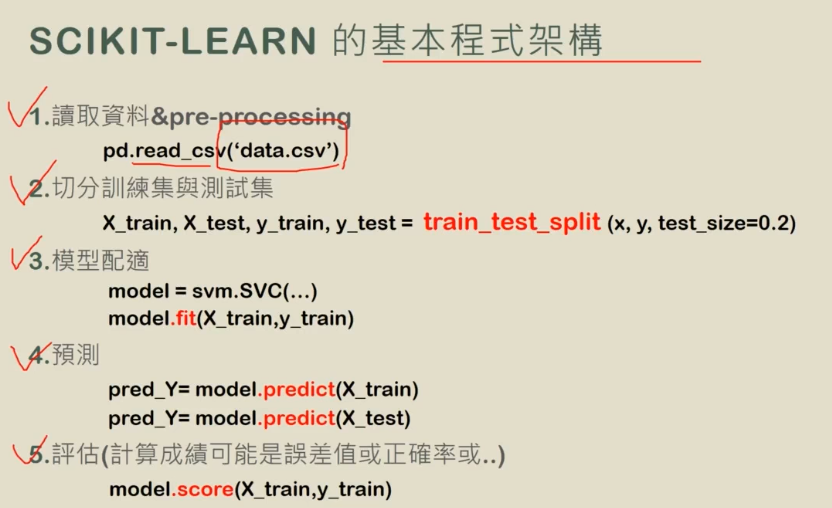 SCIKIT-LEARN 的基本程式架構
1.讀取資料&pre-processing
pd.read_csv(‘data.csv’)
2.切分訓練集與測試集
X_train, X_test, y_train, y_test = train_test_split (x, y, test_size=0.2)
3.模型配適
model = svm.SVC(…)
model.fit(X_train,y_train)
4.預測
pred_Y= model.predict(X_train)
pred_Y= model.predict(X_test)
5.評估(計算成績可能是誤差值或正確率或..)
model.score(X_train,y_train)